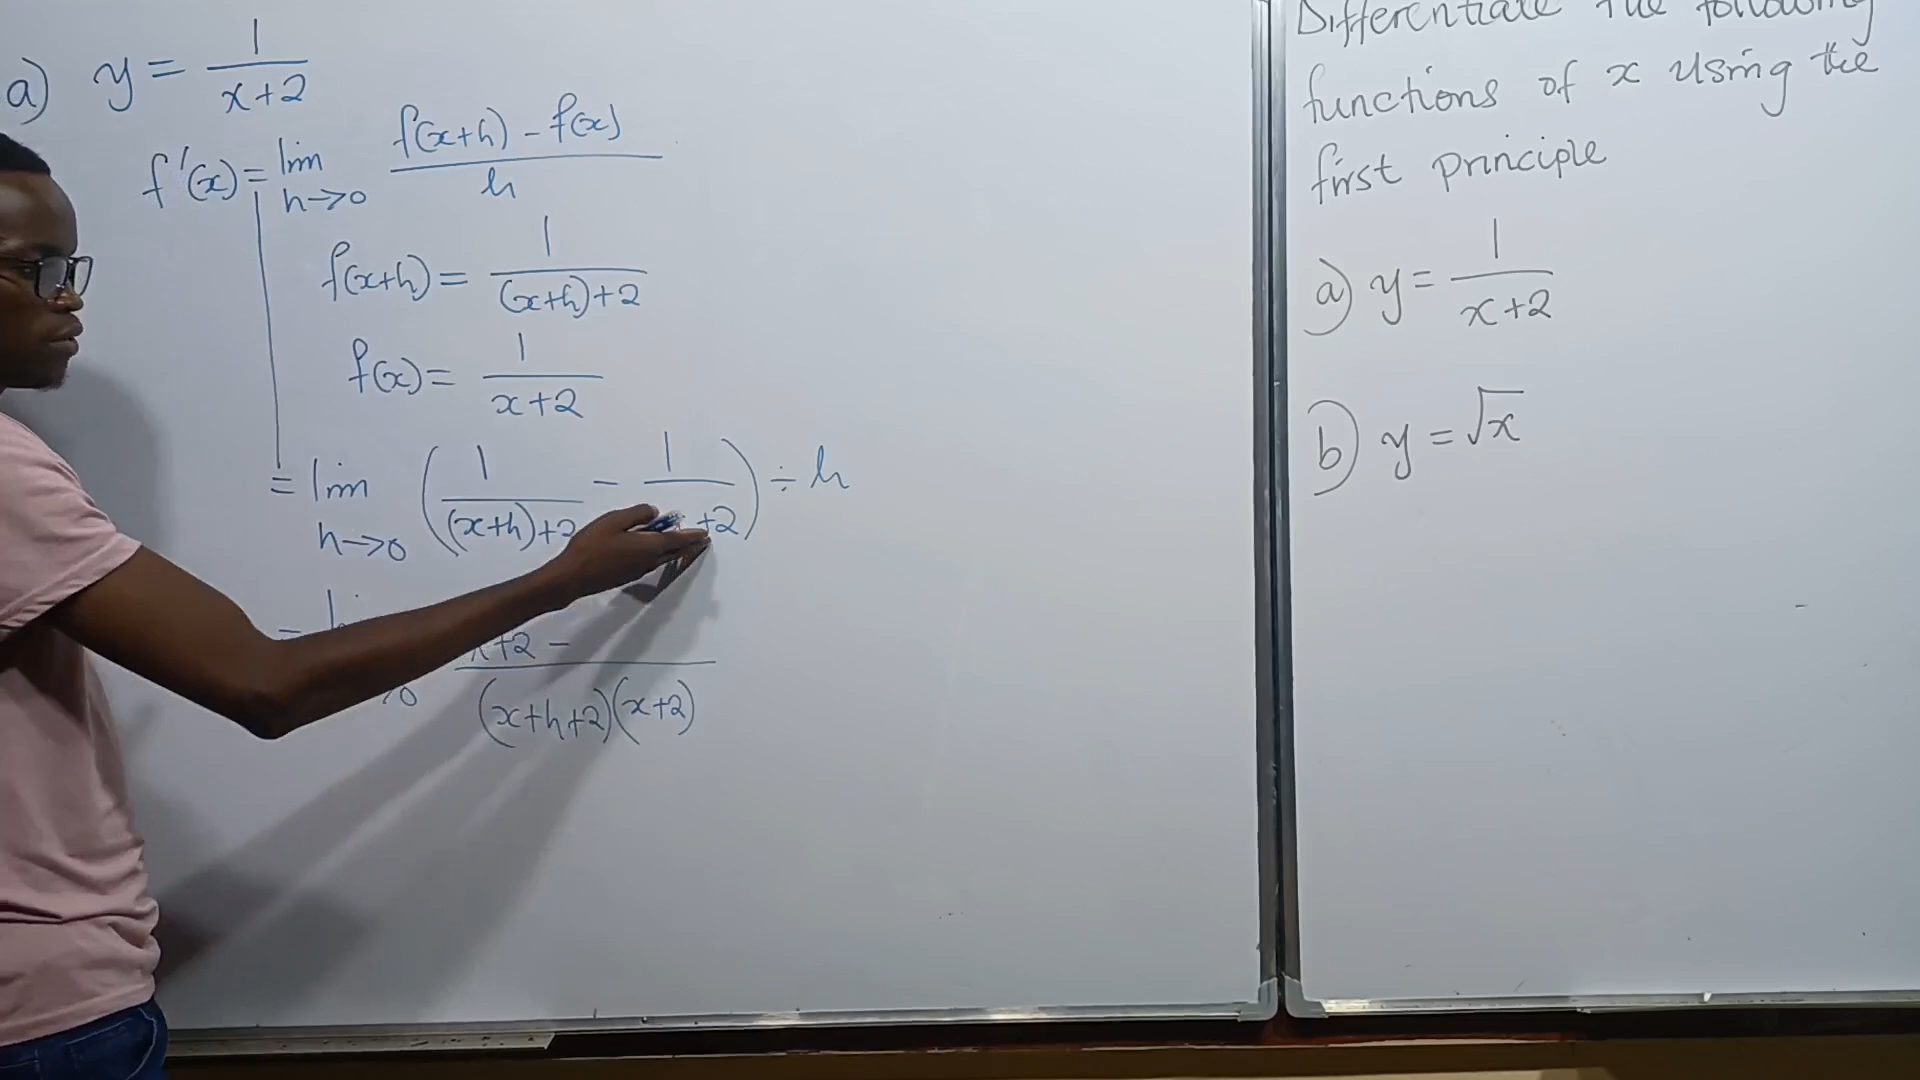 a) y = 1/(x+2)
f'(x) = lim h→0 (f(x+h) - f(x))/h
f(x+h) = 1/((x+h)+2)
f(x) = 1/(x+2)
= lim h→0 (1/((x+h)+2) - 1/( +2)) ÷ h
= +2 - /((x+h+2)(x+2))
Differentiate the following
functions of x using the
first principle
a) y = 1/(x+2)
b) y = √x